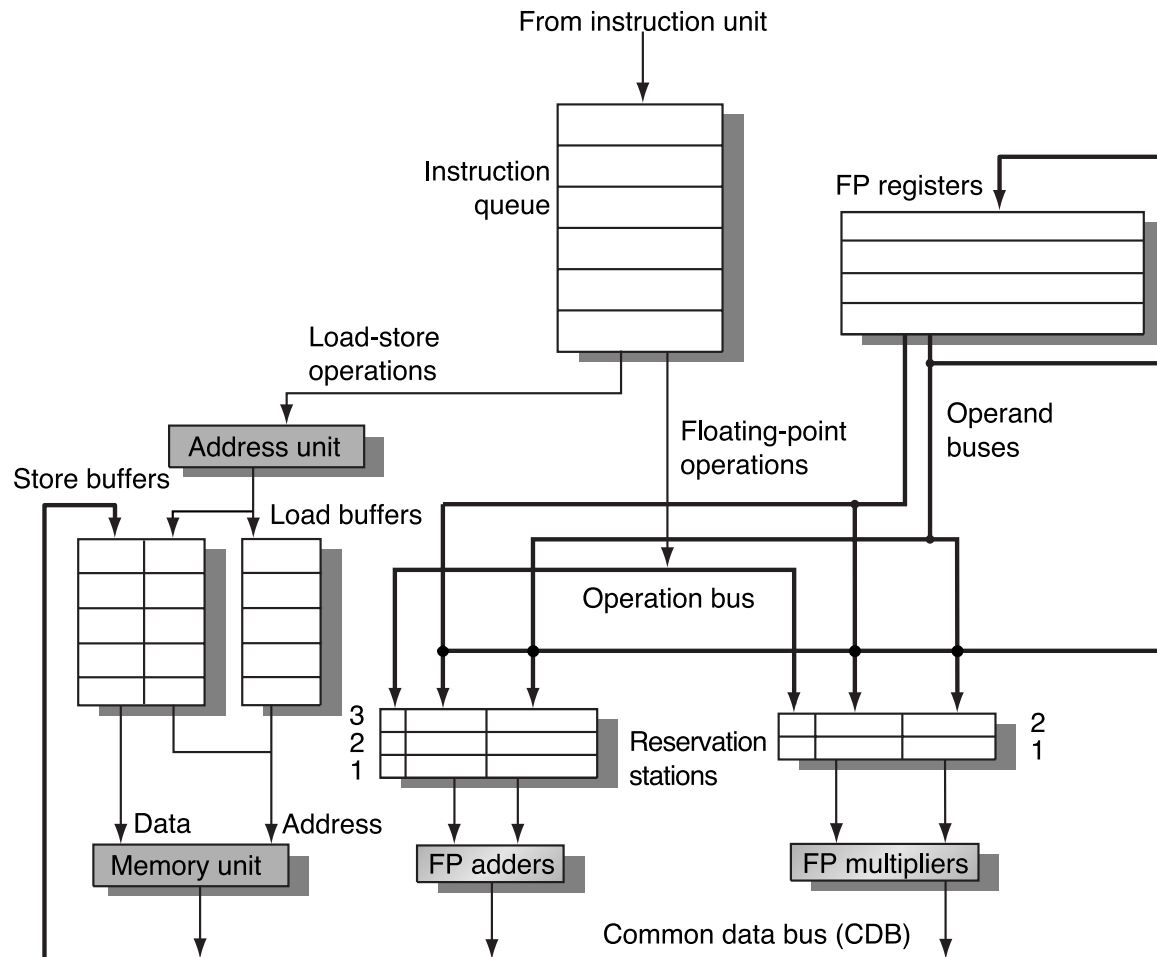 From instruction unit
Instruction
queue
FP registers
Load-store
operations
Address unit
Floating-point
operations
Operand
buses
Store buffers
Load buffers
Operation bus
3
2
1
Reservation
stations
2
1
Data
Address
Memory unit
FP adders
FP multipliers
Common data bus (CDB)